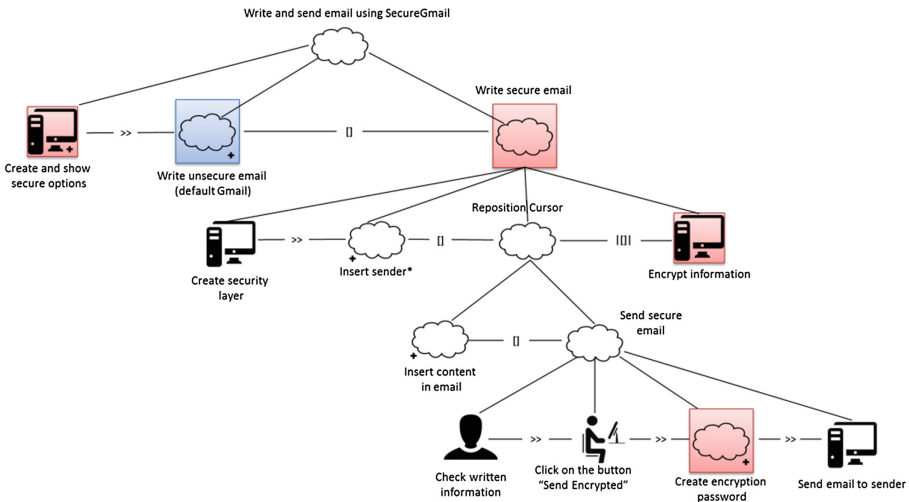 Write and send email using SecureGmail
Write secure email
>>
[]
Create and show
secure options
Write unsecure email
(default Gmail)
Reposition Cursor
>>
[]
|[]|
Create security
layer
Insert sender*
Encrypt information
Send secure
email
[]
Insert content
in email
>>
>>
>>
Check written
information
Click on the button
“Send Encrypted”
Create encryption
password
Send email to sender